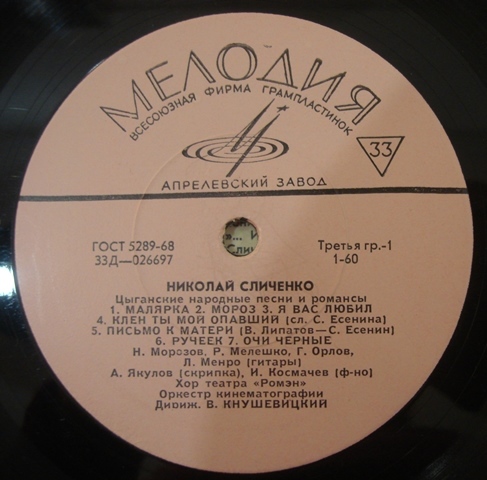 МЕЛОДИЯ
ВСЕСОЮЗНАЯ ФИРМА ГРАМПЛАСТИНОК
33
АПРЕЛЕВСКИЙ ЗАВОД
ГОСТ 5289-68
33Д—026697
Третья гр.-1
1-60
НИКОЛАЙ СЛИЧЕНКО
Цыганские народные песни и романсы
1. МАЛЯРКА 2. МОРОЗ 3. Я ВАС ЛЮБИЛ
4. КЛЕН ТЫ МОЙ ОПАВШИЙ (сл. С. Есенина)
5. ПИСЬМО К МАТЕРИ (В. Липатов—С. Есенин)
6. РУЧЕЕК 7. ОЧИ ЧЕРНЫЕ
Н. Морозов, Р. Мелешко, Г. Орлов,
Л. Менро (гитары)
А. Якулов (скрипка), И. Космачев (ф-но)
Хор театра «Ромэн»
Оркестр кинематографии
Дириж. В. КНУШЕВИЦКИЙ